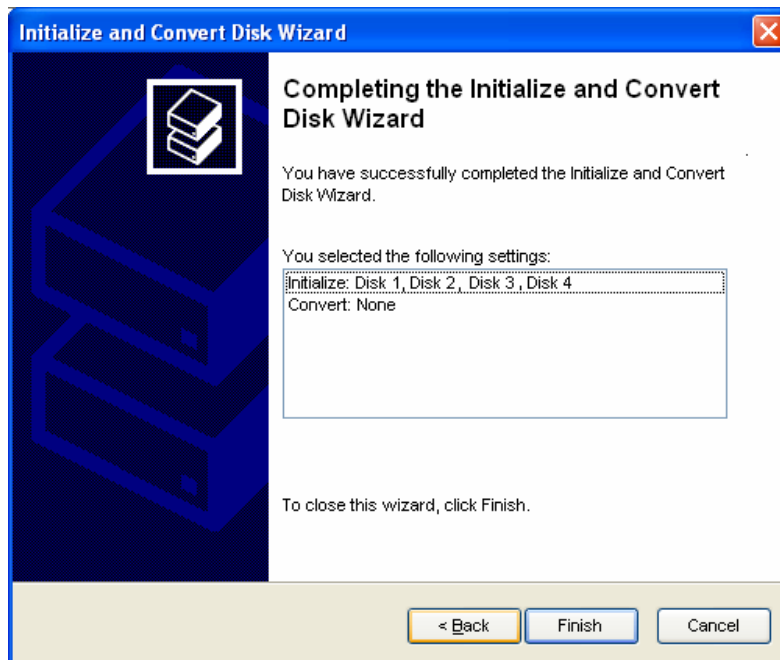 Initialize and Convert Disk Wizard
Completing the Initialize and Convert
Disk Wizard
You have successfully completed the Initialize and Convert
Disk Wizard.
You selected the following settings:
Initialize: Disk 1, Disk 2 , Disk 3 , Disk 4
Convert: None
To close this wizard, click Finish.
< Back Finish Cancel